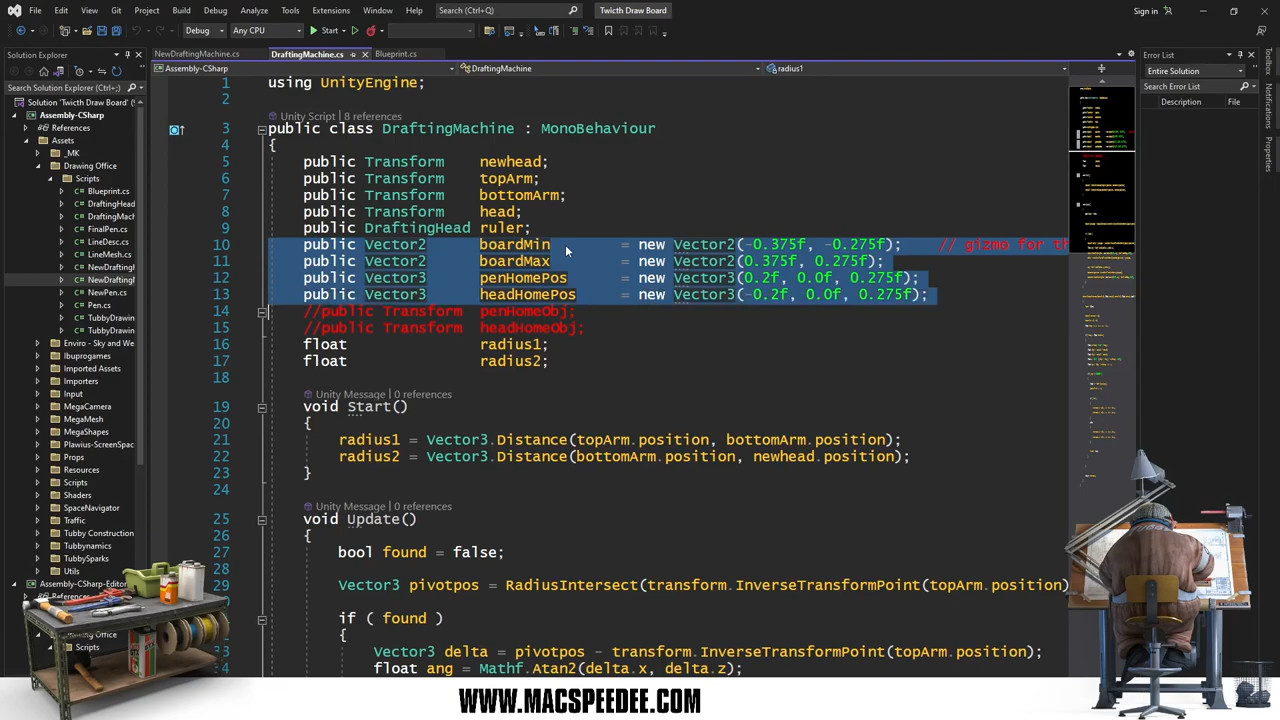 File Edit View Git Project Build Debug Test Analyze Tools Extensions Window Help Search (Ctrl+Q) Twicth Draw Board Sign in
Debug Any CPU Start
Solution Explorer
Search Solution Explorer (Ctrl+;)
Solution 'Twicth Draw Board'
Assembly-CSharp
References
Assets
_MK
Drawing Office
Scripts
Blueprint.cs
DraftingHead
DraftingMach
FinalPen.cs
LineDesc.cs
LineMesh.cs
NewDrafting
NewDrafting
NewPen.cs
Pen.cs
TubbyDrawin
TubbyDrawin
Enviro - Sky and We
Ibuprogames
Imported Assets
Importers
Input
MegaCamera
MegaMesh
MegaShapes
Plawius-ScreenSpac
Props
Resources
Scripts
Shaders
SpaceNavigator
Traffic
Tubby Construction
Tubbynamics
TubbySparks
Utils
Assembly-CSharp-Editor
References
Drawing Office
Scripts
NewDraftingMachine.cs DraftingMachine.cs Blueprint.cs
Assembly-CSharp DraftingMachine radius1
1 using UnityEngine;
2
Unity Script | 8 references
3 public class DraftingMachine : MonoBehaviour
4 {
5 public Transform newhead;
6 public Transform topArm;
7 public Transform bottomArm;
8 public Transform head;
9 public DraftingHead ruler;
10 public Vector2 boardMin = new Vector2(-0.375f, -0.275f); // gizmo for th
11 public Vector2 boardMax = new Vector2(0.375f, 0.275f);
12 public Vector3 penHomePos = new Vector3(0.2f, 0.0f, 0.275f);
13 public Vector3 headHomePos = new Vector3(-0.2f, 0.0f, 0.275f);
14 //public Transform penHomeObj;
15 //public Transform headHomeObj;
16 float radius1;
17 float radius2;
18
Unity Message | 0 references
19 void Start()
20 {
21 radius1 = Vector3.Distance(topArm.position, bottomArm.position);
22 radius2 = Vector3.Distance(bottomArm.position, newhead.position);
23 }
24
Unity Message | 0 references
25 void Update()
26 {
27 bool found = false;
28
29 Vector3 pivotpos = RadiusIntersect(transform.InverseTransformPoint(topArm.position)
if ( found )
{
33 Vector3 delta = pivotpos - transform.InverseTransformPoint(topArm.position);
34 float ang = Mathf.Atan2(delta.x, delta.z);
Error List
Entire Solution
Search Error List
Description File
Toolbox
Notifications
Properties
WWW.MACSPEEDEE.COM